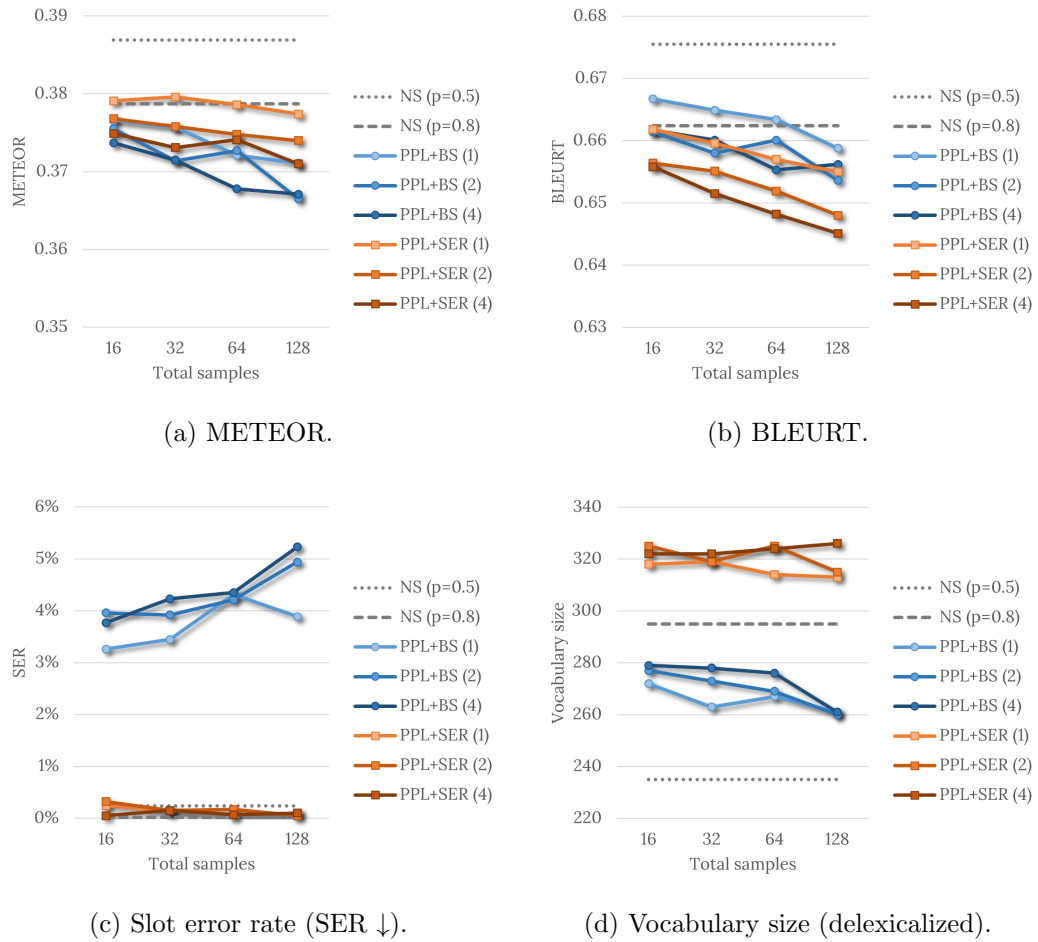 0.39
0.38
0.37
0.36
0.35
METEOR
16 32 64 128
Total samples
NS (p=0.5)
NS (p=0.8)
PPL+BS (1)
PPL+BS (2)
PPL+BS (4)
PPL+SER (1)
PPL+SER (2)
PPL+SER (4)
(a) METEOR.
0.68
0.67
0.66
0.65
0.64
0.63
BLEURT
16 32 64 128
Total samples
NS (p=0.5)
NS (p=0.8)
PPL+BS (1)
PPL+BS (2)
PPL+BS (4)
PPL+SER (1)
PPL+SER (2)
PPL+SER (4)
(b) BLEURT.
6%
5%
4%
3%
2%
1%
0%
SER
16 32 64 128
Total samples
NS (p=0.5)
NS (p=0.8)
PPL+BS (1)
PPL+BS (2)
PPL+BS (4)
PPL+SER (1)
PPL+SER (2)
PPL+SER (4)
(c) Slot error rate (SER ↓).
340
320
300
280
260
240
220
Vocabulary size
16 32 64 128
Total samples
NS (p=0.5)
NS (p=0.8)
PPL+BS (1)
PPL+BS (2)
PPL+BS (4)
PPL+SER (1)
PPL+SER (2)
PPL+SER (4)
(d) Vocabulary size (delexicalized).